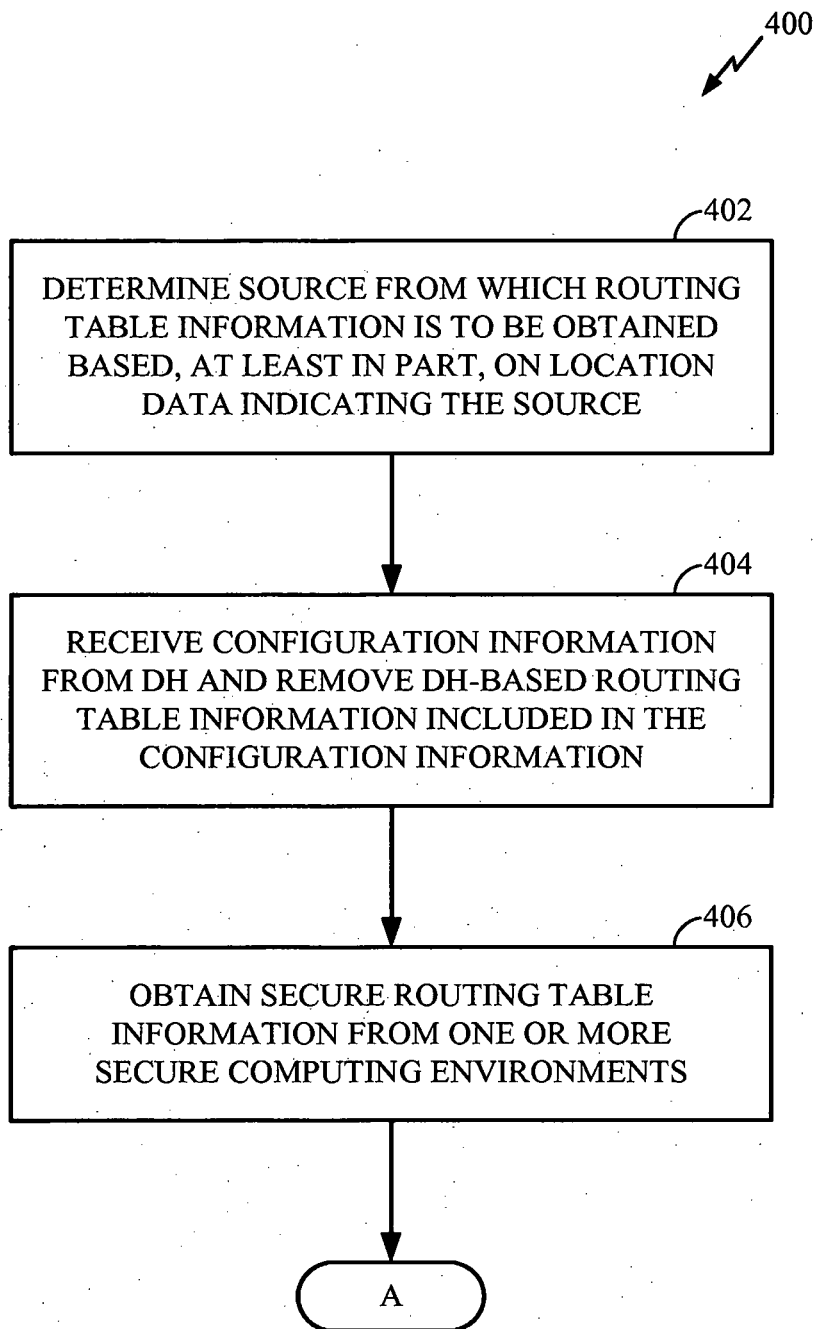 400
402
DETERMINE SOURCE FROM WHICH ROUTING
TABLE INFORMATION IS TO BE OBTAINED
BASED, AT LEAST IN PART, ON LOCATION
DATA INDICATING THE SOURCE
404
RECEIVE CONFIGURATION INFORMATION
FROM DH AND REMOVE DH-BASED ROUTING
TABLE INFORMATION INCLUDED IN THE
CONFIGURATION INFORMATION
406
OBTAIN SECURE ROUTING TABLE
INFORMATION FROM ONE OR MORE
SECURE COMPUTING ENVIRONMENTS
A